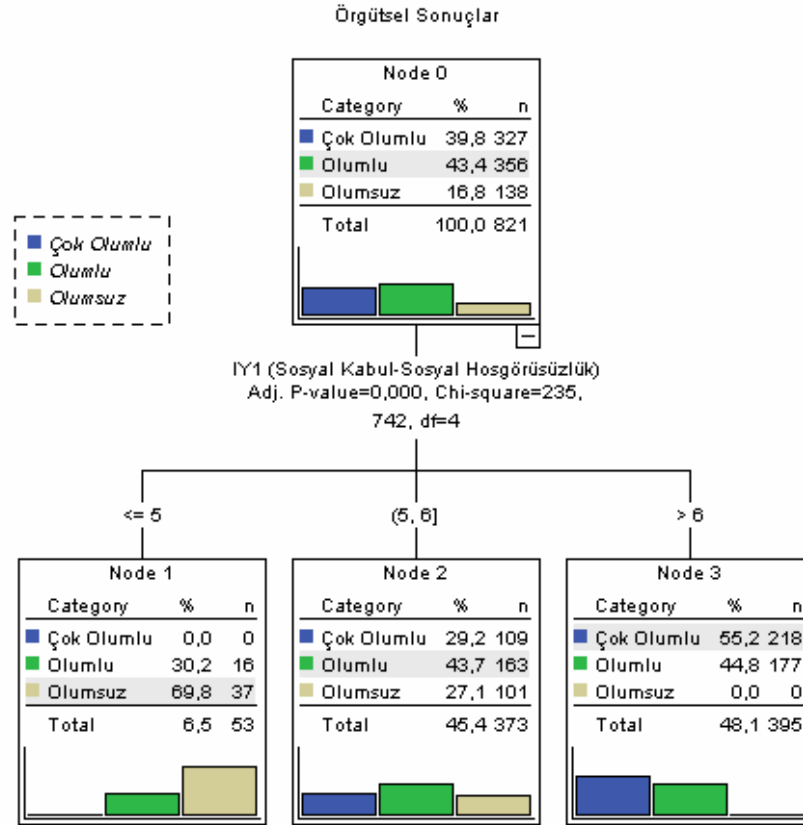 Örgütsel Sonuçlar
Node 0
Category % n
Çok Olumlu 39,8 327
Olumlu 43,4 356
Olumsuz 16,8 138
Total 100,0 821
Çok Olumlu
Olumlu
Olumsuz
IY1 (Sosyal Kabul-Sosyal Hosgörüsüzlük)
Adj. P-value=0,000, Chi-square=235,
742, df=4
<= 5
(5, 6]
> 6
Node 1
Category % n
Çok Olumlu 0,0 0
Olumlu 30,2 16
Olumsuz 69,8 37
Total 6,5 53
Node 2
Category % n
Çok Olumlu 29,2 109
Olumlu 43,7 163
Olumsuz 27,1 101
Total 45,4 373
Node 3
Category % n
Çok Olumlu 55,2 218
Olumlu 44,8 177
Olumsuz 0,0 0
Total 48,1 395